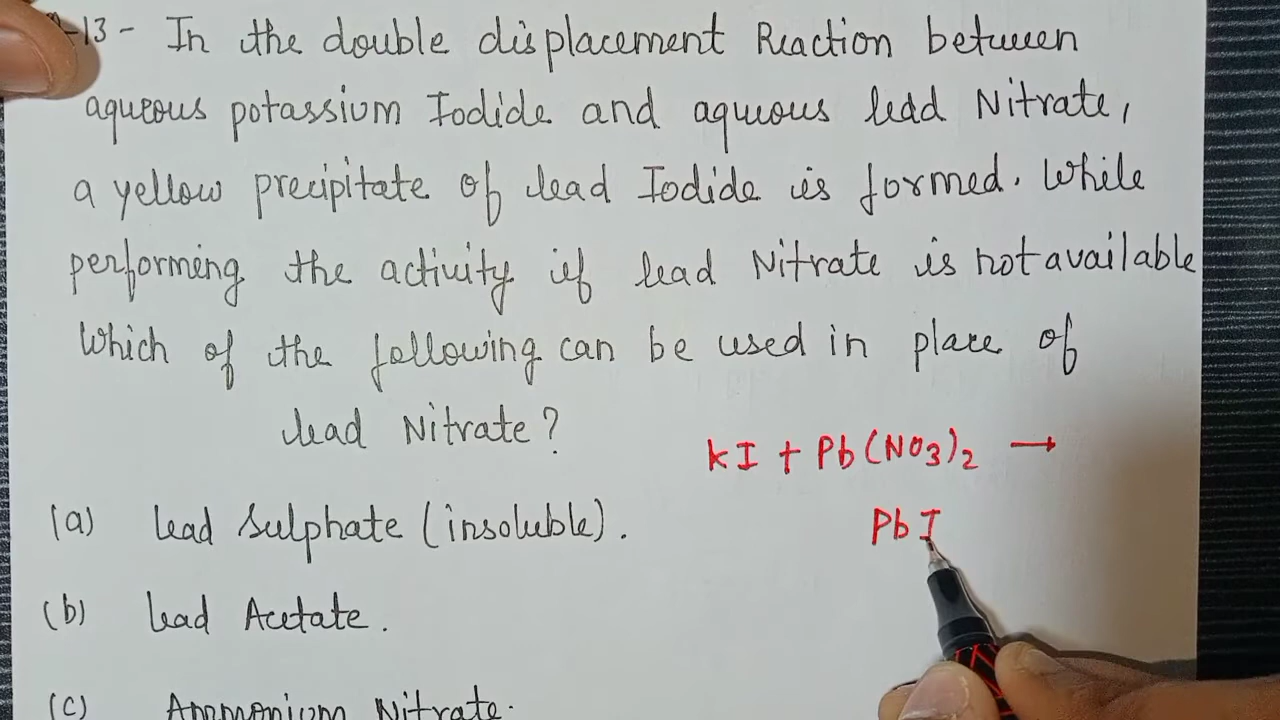 -13- In the double displacement Reaction between
aqueous potassium Iodide and aqueous lead Nitrate,
a yellow precipitate of lead Iodide is formed. While
performing the activity if lead Nitrate is not available
Which of the following can be used in place of
lead Nitrate?
kI + Pb(NO3)2 →
(a) lead sulphate (insoluble).
PbI
(b) lead Acetate.
(c) Ammonium Nitrate.